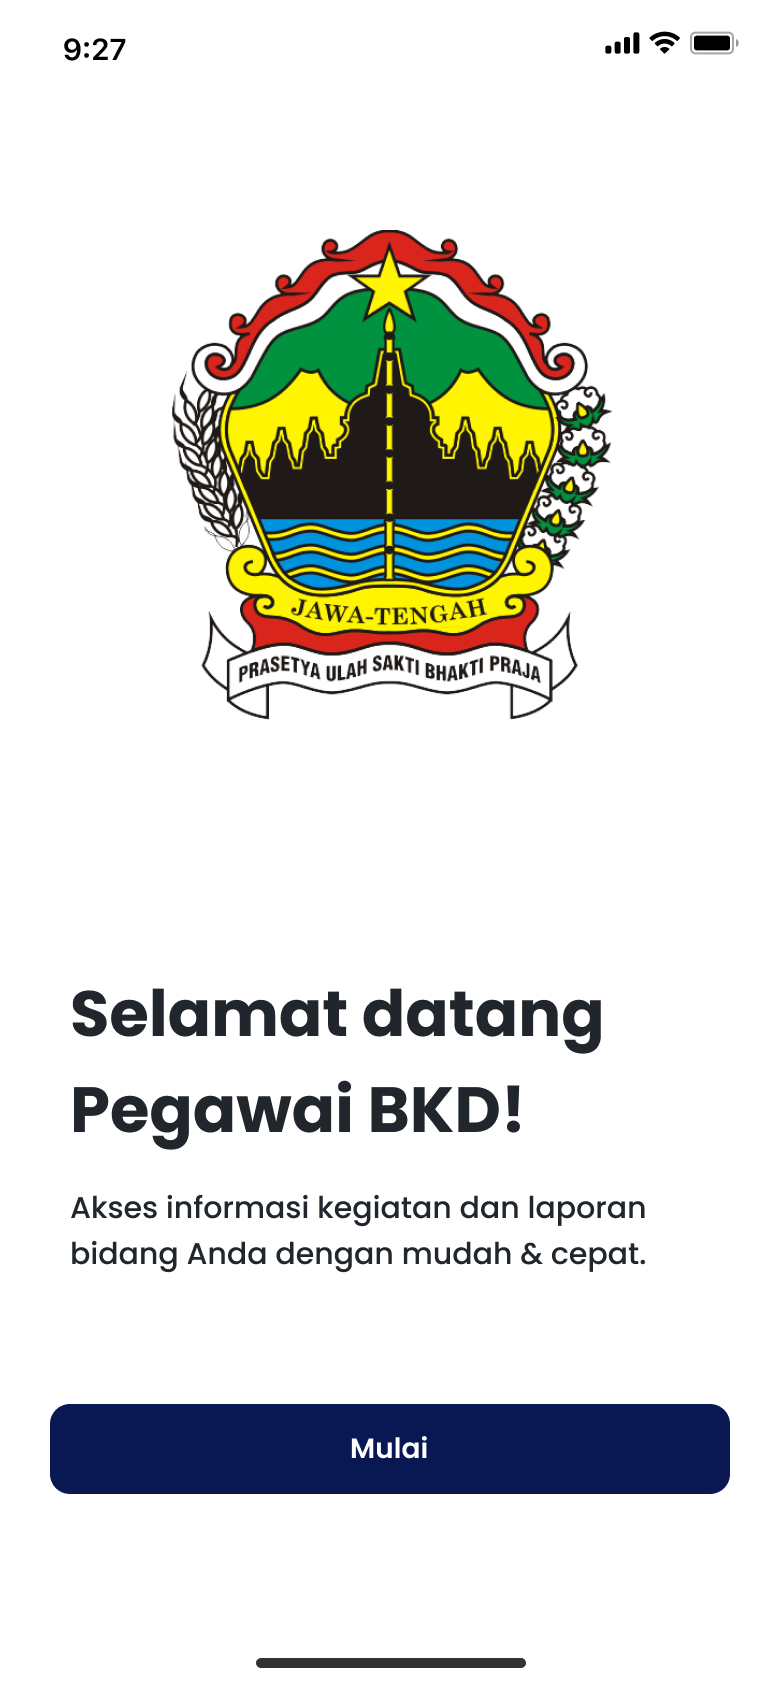 9:27
JAWA-TENGAH
PRASETYA ULAH SAKTI BHAKTI PRAJA
Selamat datang
Pegawai BKD!
Akses informasi kegiatan dan laporan
bidang Anda dengan mudah & cepat.
Mulai